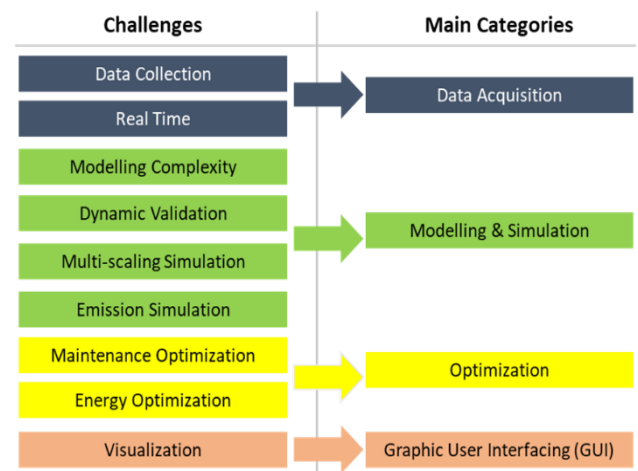 Challenges
Main Categories
Data Collection
Real Time
Data Acquisition
Modelling Complexity
Dynamic Validation
Multi-scaling Simulation
Emission Simulation
Modelling & Simulation
Maintenance Optimization
Energy Optimization
Optimization
Visualization
Graphic User Interfacing (GUI)